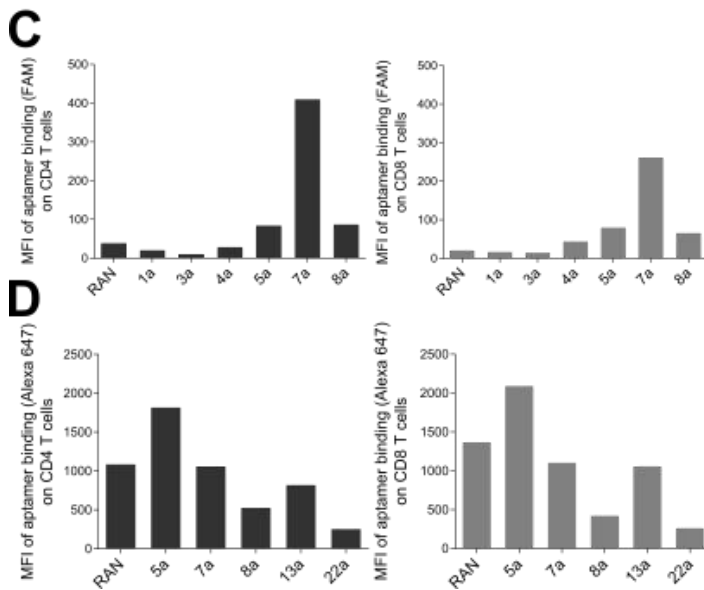 C
MFI of aptamer binding (FAM)
on CD4 T cells
500
400
300
200
100
0
RAN 1a 3a 4a 5a 7a 8a
MFI of aptamer binding (FAM)
on CD8 T cells
500
400
300
200
100
0
RAN 1a 3a 4a 5a 7a 8a
D
MFI of aptamer binding (Alexa 647)
on CD4 T cells
2500
2000
1500
1000
500
0
RAN 5a 7a 8a 13a 22a
MFI of aptamer binding (Alexa 647)
on CD8 T cells
2500
2000
1500
1000
500
0
RAN 5a 7a 8a 13a 22a